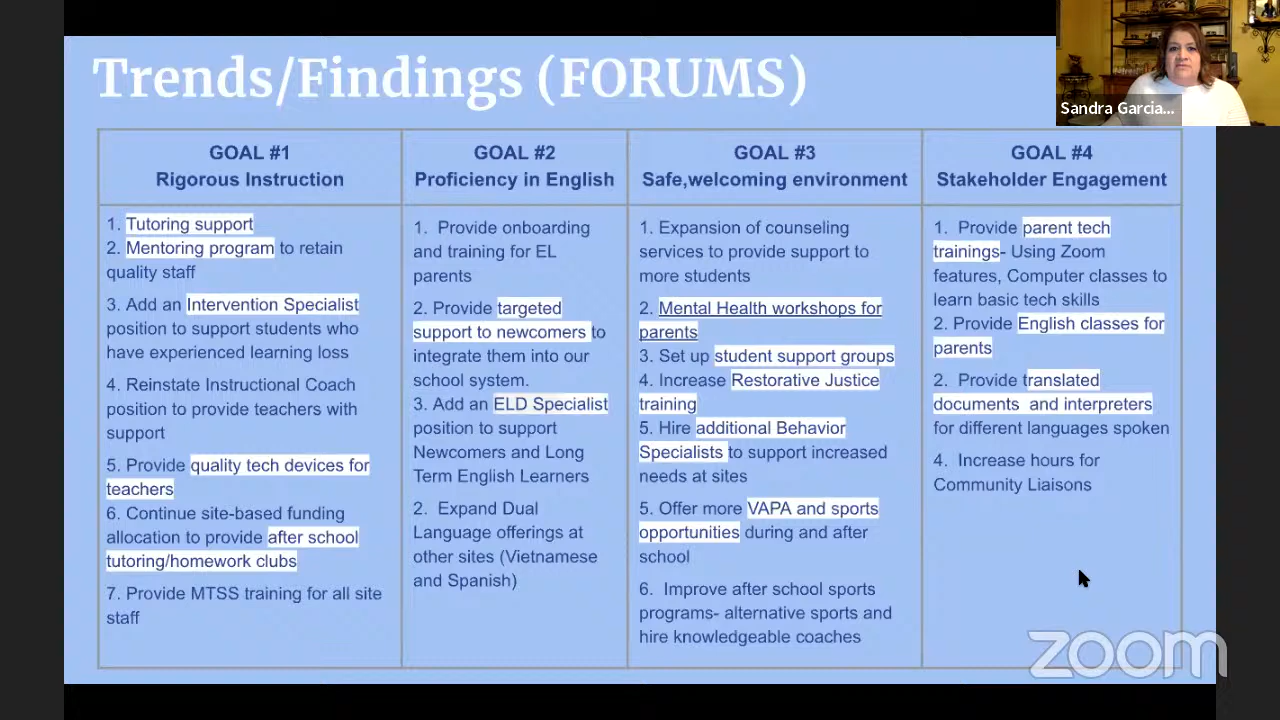 Trends/Findings (FORUMS)
Sandra Garcia...
GOAL #1
Rigorous Instruction
1. Tutoring support
2. Mentoring program to retain
quality staff
3. Add an Intervention Specialist
position to support students who
have experienced learning loss
4. Reinstate Instructional Coach
position to provide teachers with
support
5. Provide quality tech devices for
teachers
6. Continue site-based funding
allocation to provide after school
tutoring/homework clubs
7. Provide MTSS training for all site
staff
GOAL #2
Proficiency in English
1. Provide onboarding
and training for EL
parents
2. Provide targeted
support to newcomers to
integrate them into our
school system.
3. Add an ELD Specialist
position to support
Newcomers and Long
Term English Learners
2. Expand Dual
Language offerings at
other sites (Vietnamese
and Spanish)
GOAL #3
Safe,welcoming environment
1. Expansion of counseling
services to provide support to
more students
2. Mental Health workshops for
parents
3. Set up student support groups
4. Increase Restorative Justice
training
5. Hire additional Behavior
Specialists to support increased
needs at sites
5. Offer more VAPA and sports
opportunities during and after
school
6. Improve after school sports
programs- alternative sports and
hire knowledgeable coaches
GOAL #4
Stakeholder Engagement
1. Provide parent tech
trainings- Using Zoom
features, Computer classes to
learn basic tech skills
2. Provide English classes for
parents
2. Provide translated
documents and interpreters
for different languages spoken
4. Increase hours for
Community Liaisons
zoom